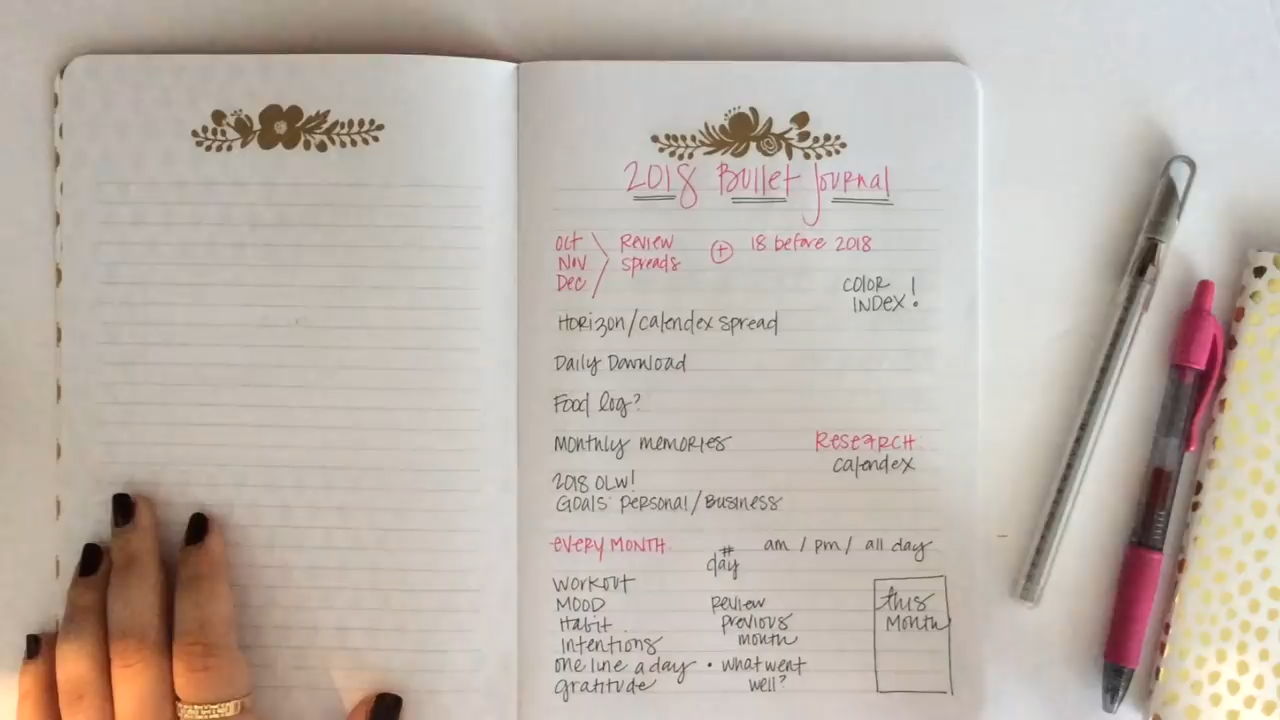 2018 Bullet Journal
Oct
Nov
Dec
Review
spreads
+ 18 before 2018
COLOR
INDEX!
Horizon/calendex spread
Daily Download
Food log?
Monthly memories
RESEARCH
calendex
2018 OLW!
GOALS: personal/Business
every MONTH
#
day
am / pm / all day
workout
MOOD
Habit
intentions
one line a day
gratitude
review
previous
month
• what went
well?
this
Month